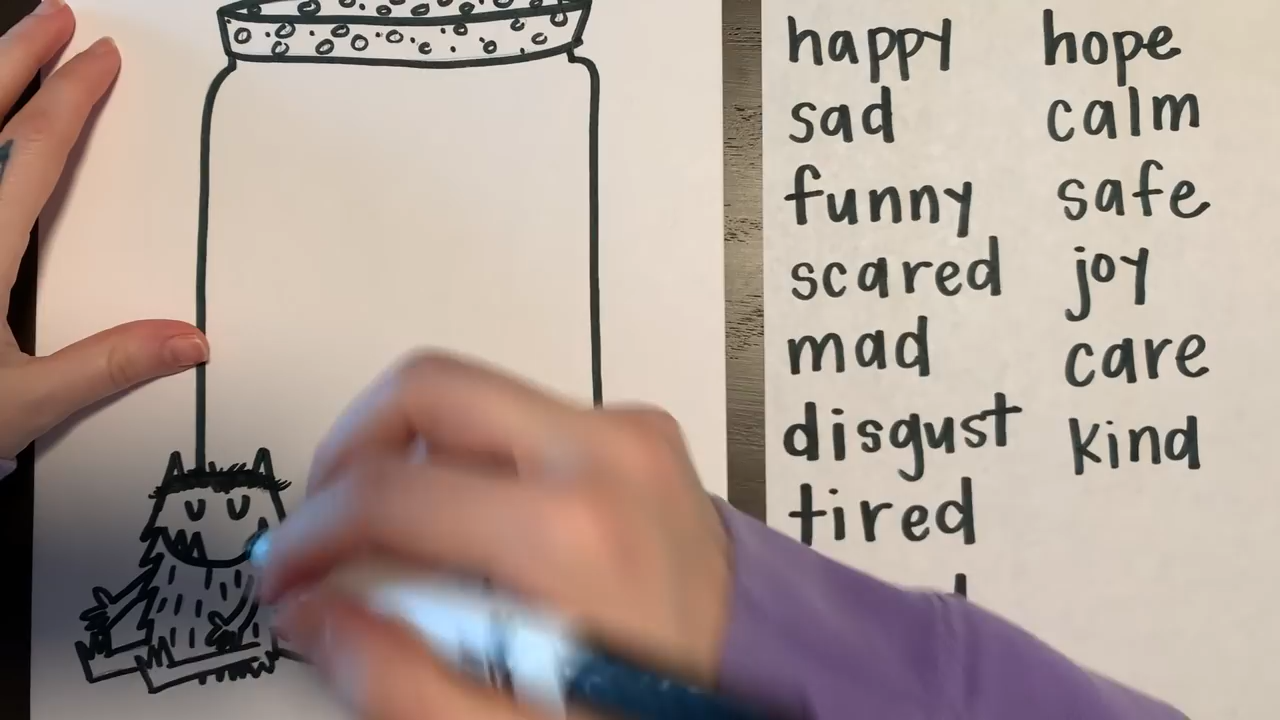 happy
sad
funny
scared
mad
disgust
tired
hope
calm
safe
joy
care
kind